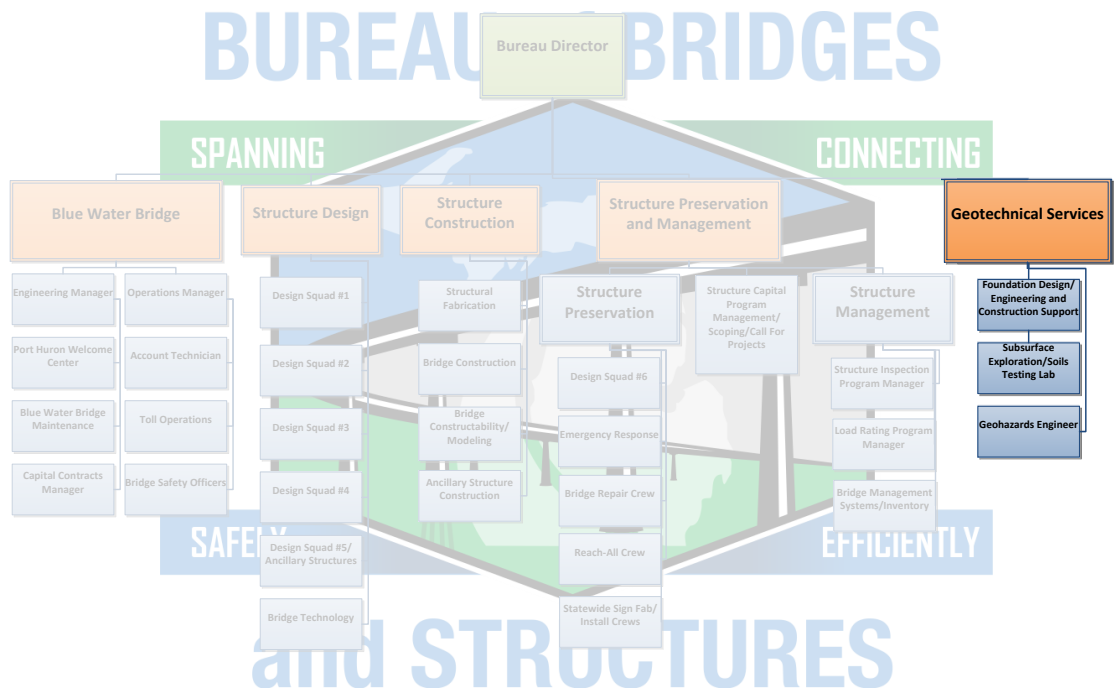 BUREAU BRIDGES
Bureau Director
SPANNING
CONNECTING
Blue Water Bridge
Structure Design
Structure
Construction
Structure Preservation
and Management
Geotechnical Services
Engineering Manager
Operations Manager
Port Huron Welcome
Center
Account Technician
Blue Water Bridge
Maintenance
Toll Operations
Capital Contracts
Manager
Bridge Safety Officers
Design Squad #1
Design Squad #2
Design Squad #3
Design Squad #4
Design Squad #5/
Ancillary Structures
Bridge Technology
Structural
Fabrication
Bridge Construction
Bridge
Constructability/
Modeling
Ancillary Structure
Construction
Structure
Preservation
Design Squad #6
Emergency Response
Bridge Repair Crew
Reach-All Crew
Statewide Sign Fab/
Install Crews
Structure Capital
Program
Management/
Scoping/Call For
Projects
Structure
Management
Structure Inspection
Program Manager
Load Rating Program
Manager
Bridge Management
Systems/Inventory
Foundation Design/
Engineering and
Construction Support
Subsurface
Exploration/Soils
Testing Lab
Geohazards Engineer
SAFELY
EFFICIENTLY
and STRUCTURES